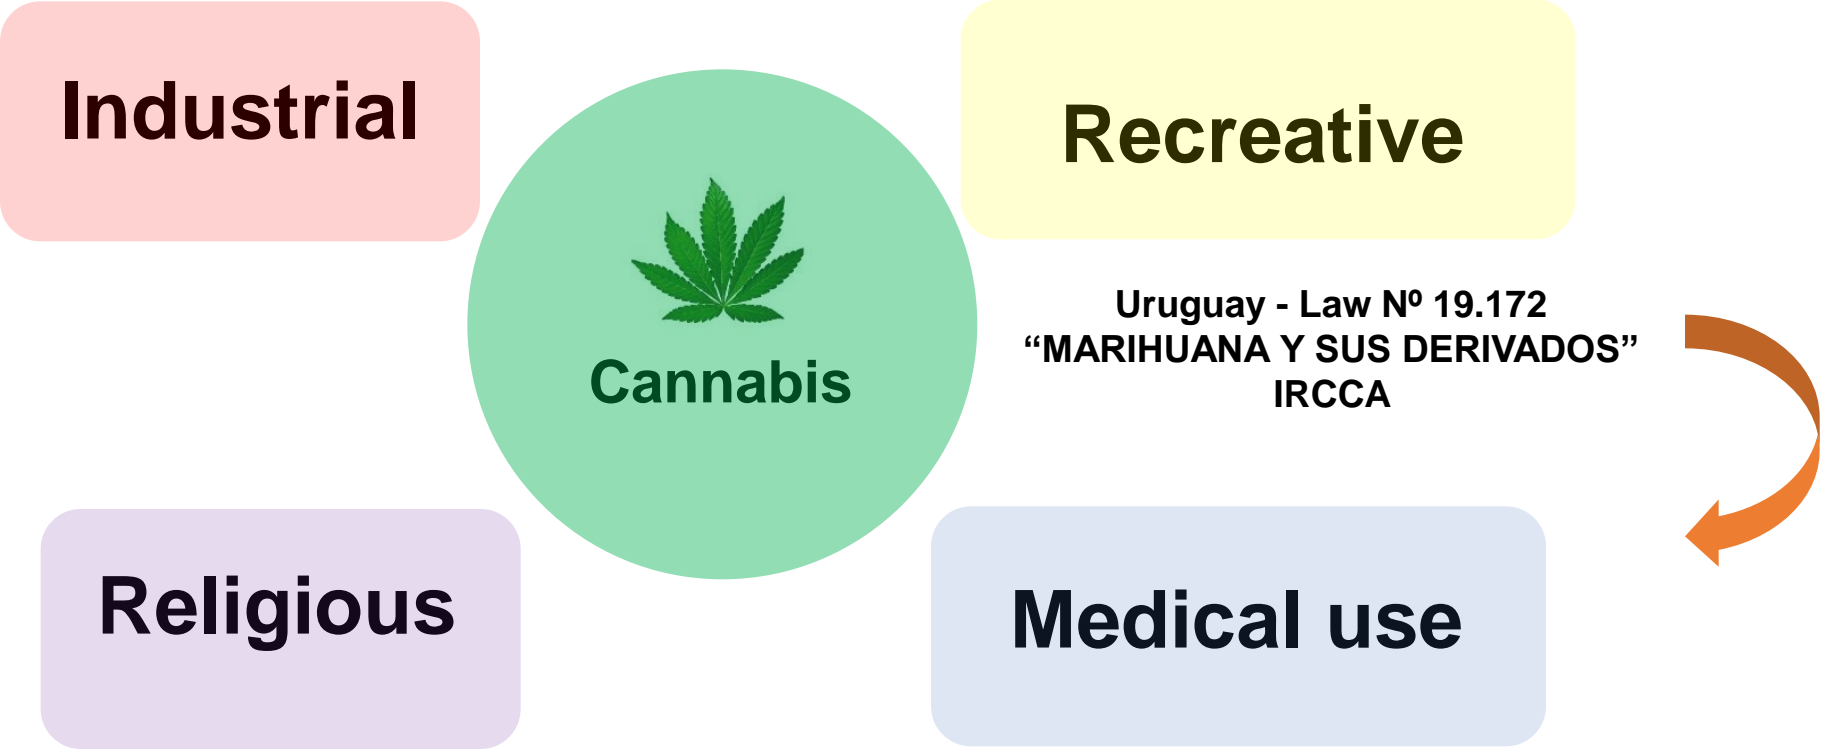 Industrial
Recreative
Cannabis
Uruguay - Law Nº 19.172
“MARIHUANA Y SUS DERIVADOS”
IRCCA
Religious
Medical use